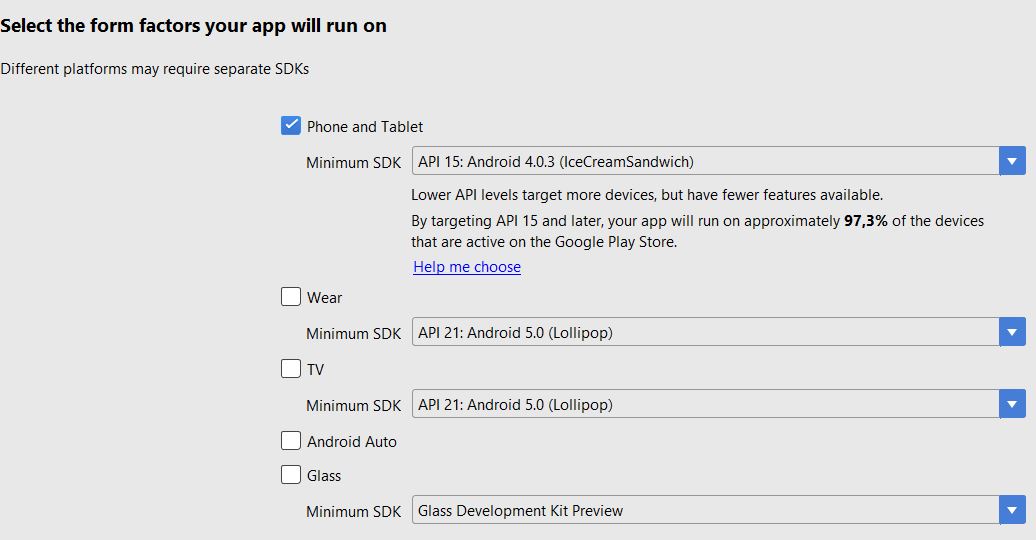 Select the form factors your app will run on
Different platforms may require separate SDKs
Phone and Tablet
Minimum SDK API 15: Android 4.0.3 (IceCreamSandwich)
Lower API levels target more devices, but have fewer features available.
By targeting API 15 and later, your app will run on approximately 97,3% of the devices
that are active on the Google Play Store.
Help me choose
Wear
Minimum SDK API 21: Android 5.0 (Lollipop)
TV
Minimum SDK API 21: Android 5.0 (Lollipop)
Android Auto
Glass
Minimum SDK Glass Development Kit Preview